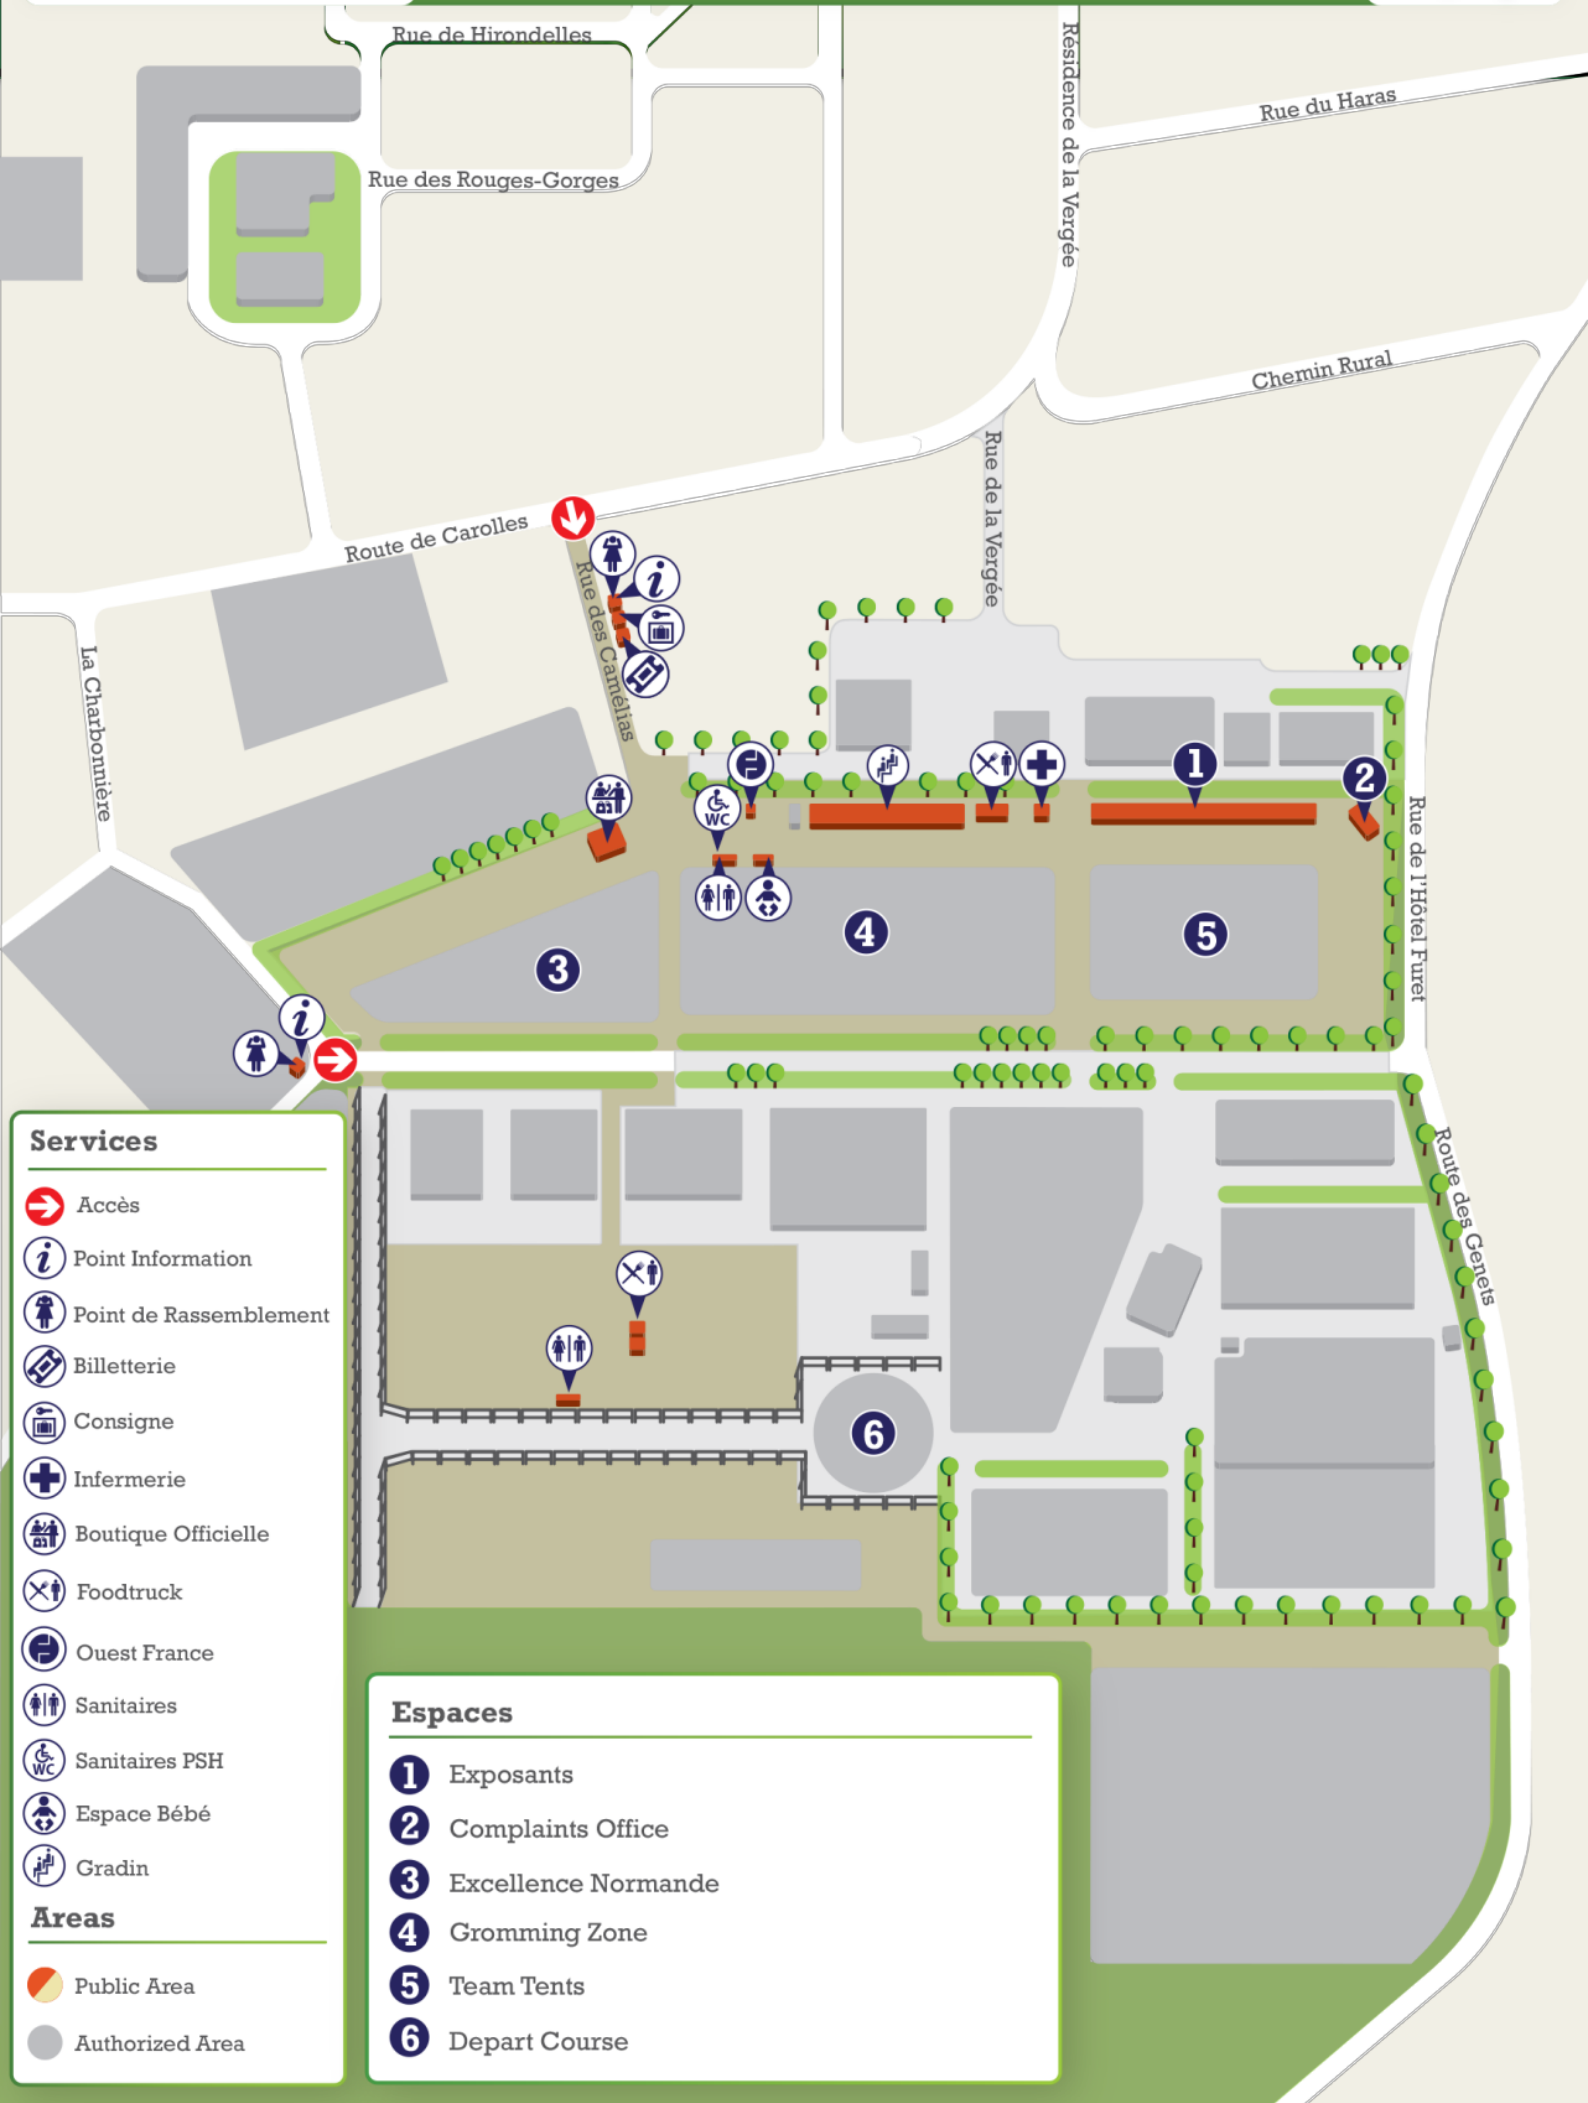 Rue de Hirondelles
Résidence de la Vergée
Rue du Haras
Rue des Rouges-Gorges
Chemin Rural
Rue de la Vergée
Route de Carolles
Rue des Camélias
La Charbonnière
i
1
2
WC
Rue de l'Hôtel Furet
3
4
5
i
Route des Genets
6
Services
Accès
i Point Information
Point de Rassemblement
Billetterie
Consigne
Infermerie
Boutique Officielle
Foodtruck
Ouest France
Sanitaires
WC Sanitaires PSH
Espace Bébé
Gradin
Areas
Public Area
Authorized Area
Espaces
1 Exposants
2 Complaints Office
3 Excellence Normande
4 Gromming Zone
5 Team Tents
6 Depart Course